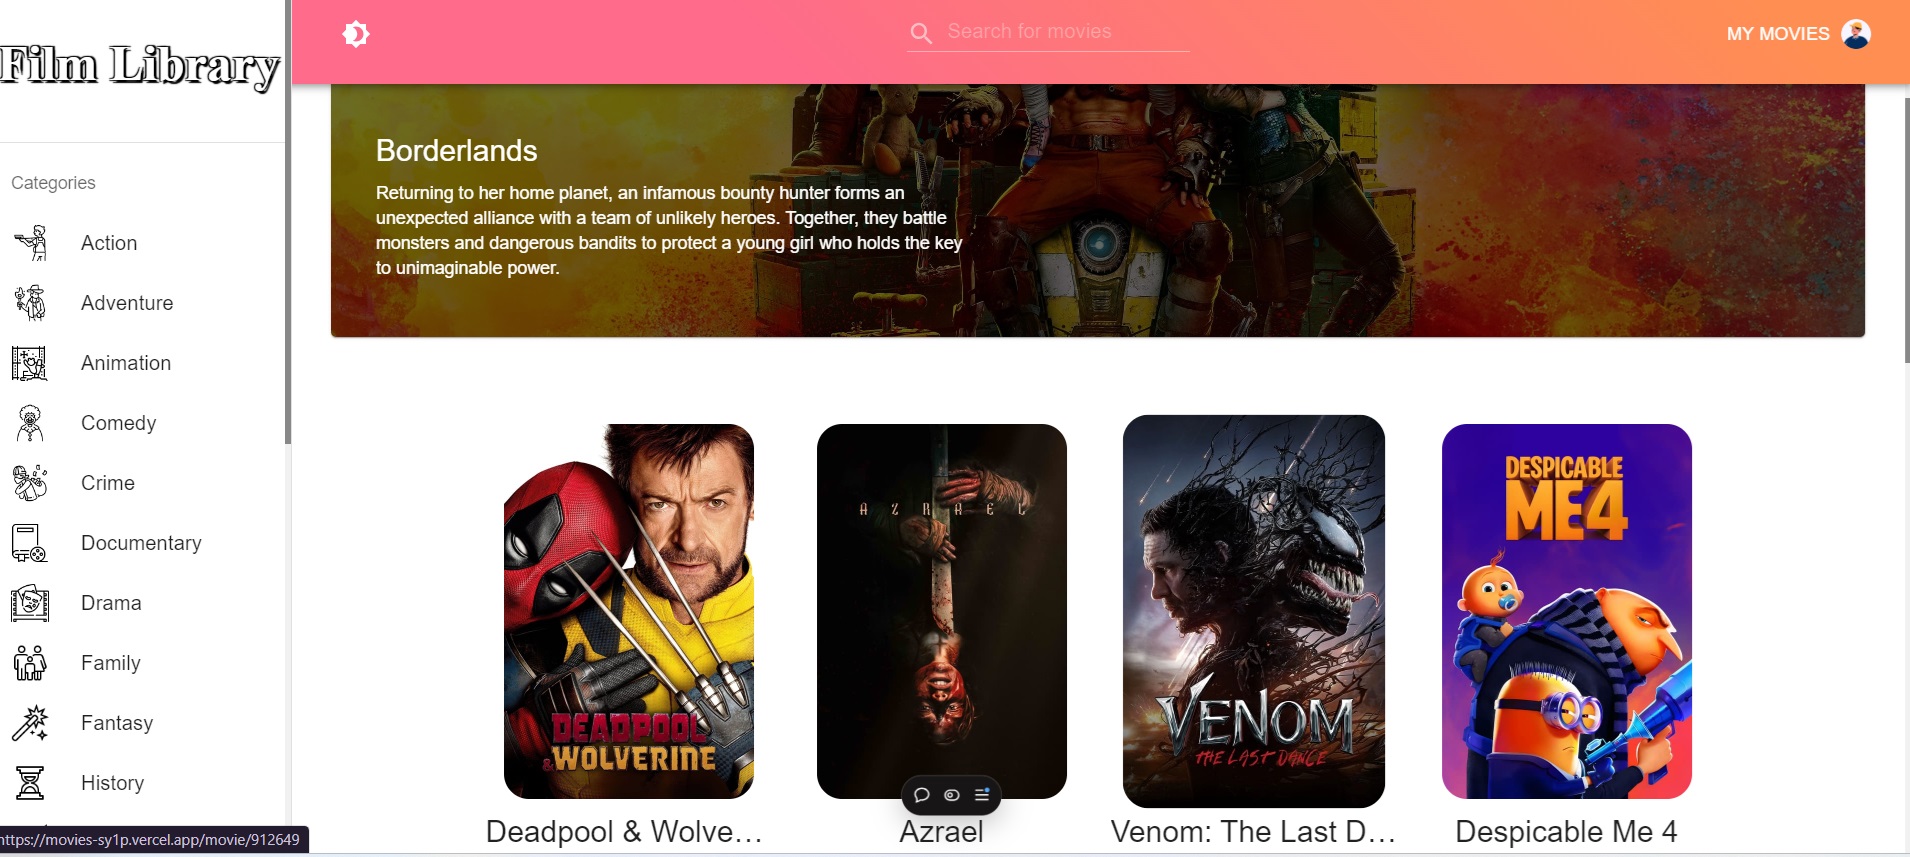 Film Library
Search for movies
MY MOVIES
Categories
Action
Adventure
Animation
Comedy
Crime
Documentary
Drama
Family
Fantasy
History
Borderlands
Returning to her home planet, an infamous bounty hunter forms an
unexpected alliance with a team of unlikely heroes. Together, they battle
monsters and dangerous bandits to protect a young girl who holds the key
to unimaginable power.
DEADPOOL
& WOLVERINE
AZRAEL
VENOM
THE LAST DANCE
DESPICABLE
ME4
Deadpool & Wolve...
Azrael
Venom: The Last D...
Despicable Me 4
https://movies-sy1p.vercel.app/movie/912649